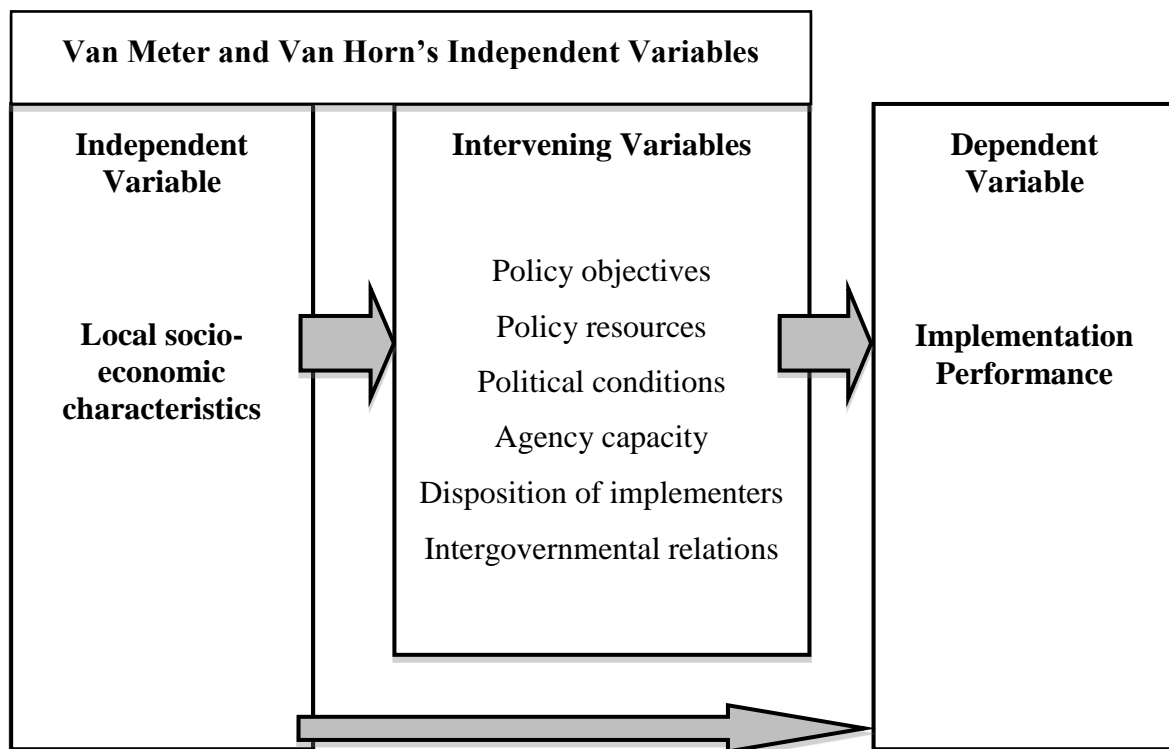 Van Meter and Van Horn’s Independent Variables
Independent
Variable
Local socio-
economic
characteristics
Intervening Variables
Policy objectives
Policy resources
Political conditions
Agency capacity
Disposition of implementers
Intergovernmental relations
Dependent
Variable
Implementation
Performance